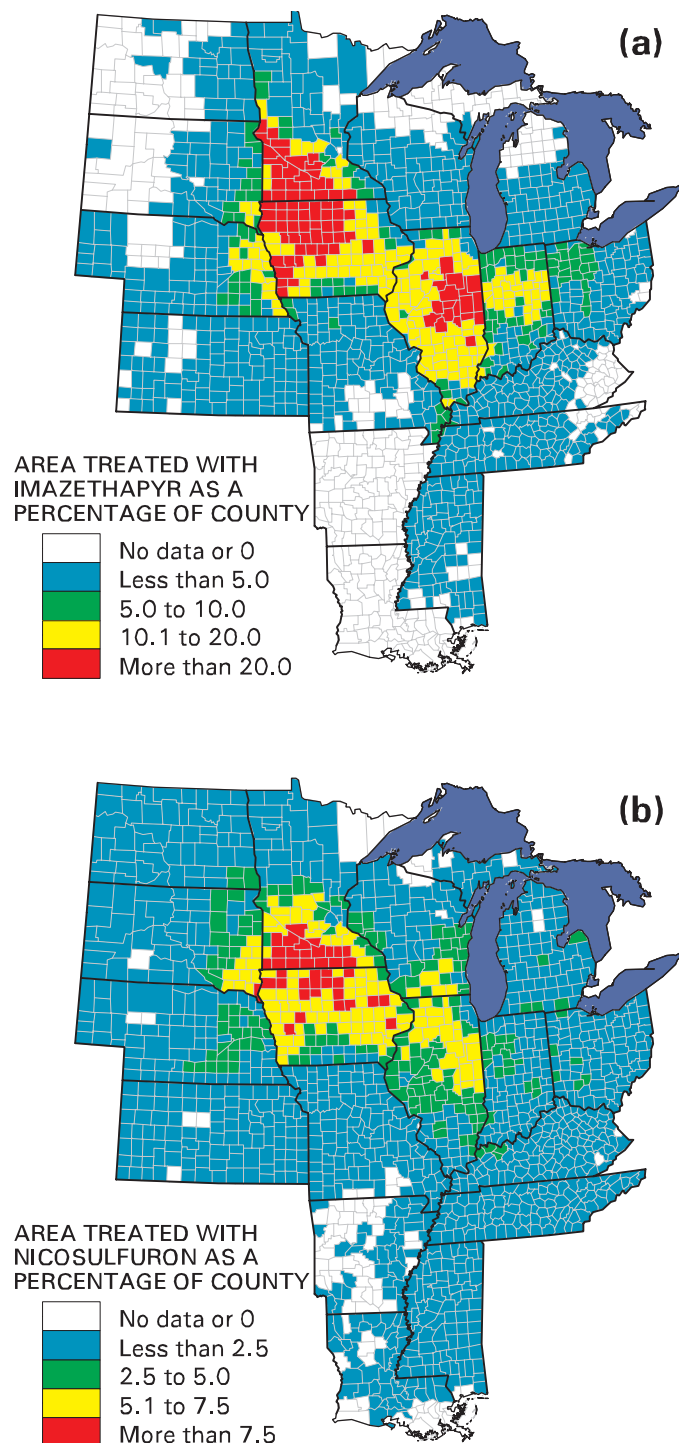 (a)
AREA TREATED WITH
IMAZETHAPYR AS A
PERCENTAGE OF COUNTY
No data or 0
Less than 5.0
5.0 to 10.0
10.1 to 20.0
More than 20.0
(b)
AREA TREATED WITH
NICOSULFURON AS A
PERCENTAGE OF COUNTY
No data or 0
Less than 2.5
2.5 to 5.0
5.1 to 7.5
More than 7.5